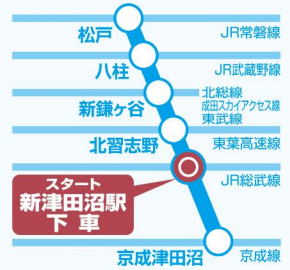 松戸
JR常磐線
八柱
JR武蔵野線
新鎌ヶ谷
北総線
成田スカイアクセス線
東武線
北習志野
東葉高速線
スタート
新津田沼駅
下車
JR総武線
京成津田沼
京成線